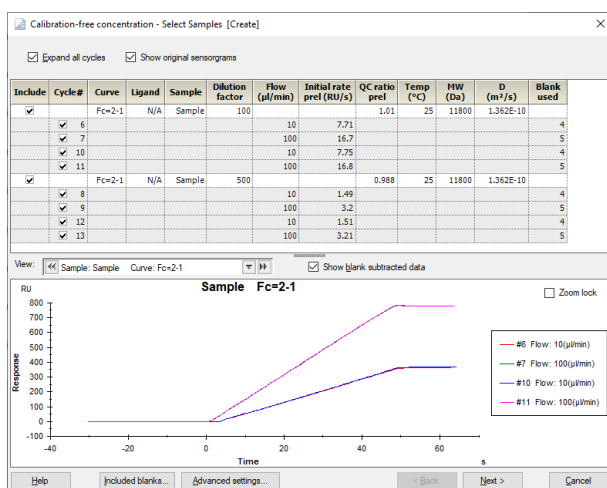 Calibration-free concentration - Select Samples [Create]
Expand all cycles Show original sensorgrams
Include Cycle# Curve Ligand Sample Dilution factor Flow (µl/min) Initial rate prel (RU/s) QC ratio prel Temp (°C) MW (Da) D (m²/s) Blank used
Fc=2-1 N/A Sample 100 1.01 25 11800 1.362E-10
6 10 7.71 4
7 100 16.7 5
10 10 7.75 4
11 100 16.8 5
Fc=2-1 N/A Sample 500 0.988 25 11800 1.362E-10
8 10 1.49 4
9 100 3.2 5
12 10 1.51 4
13 100 3.21 5
View: Sample: Sample Curve: Fc=2-1 Show blank subtracted data
Sample Fc=2-1
Zoom lock
RU
800
700
600
500
400
300
200
100
0
-100
Response
-40 -20 0 20 40 60
Time s
#6 Flow: 10(µl/min)
#7 Flow: 100(µl/min)
#10 Flow: 10(µl/min)
#11 Flow: 100(µl/min)
Help Included blanks... Advanced settings... < Back Next > Cancel